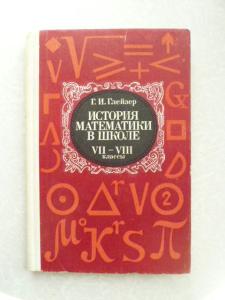 Г. И. Глейзер
ИСТОРИЯ
МАТЕМАТИКИ
В ШКОЛЕ
VII – VIII
классы